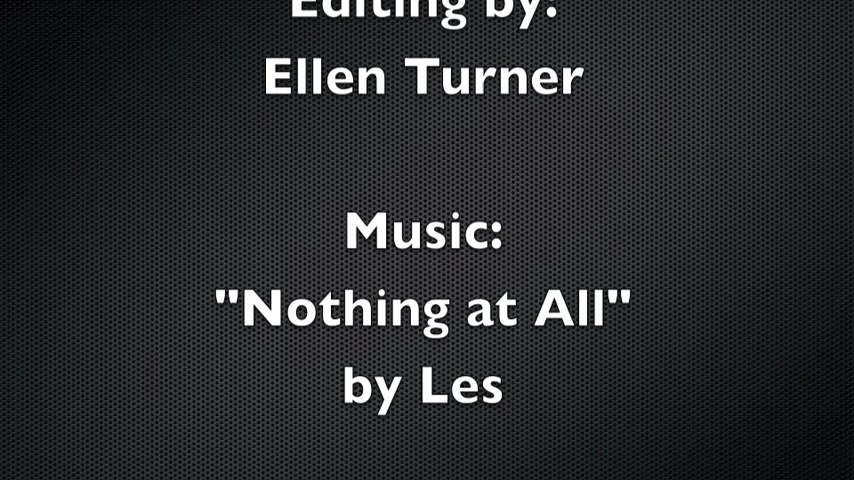 Editing by:
Ellen Turner
Music:
"Nothing at All"
by Les